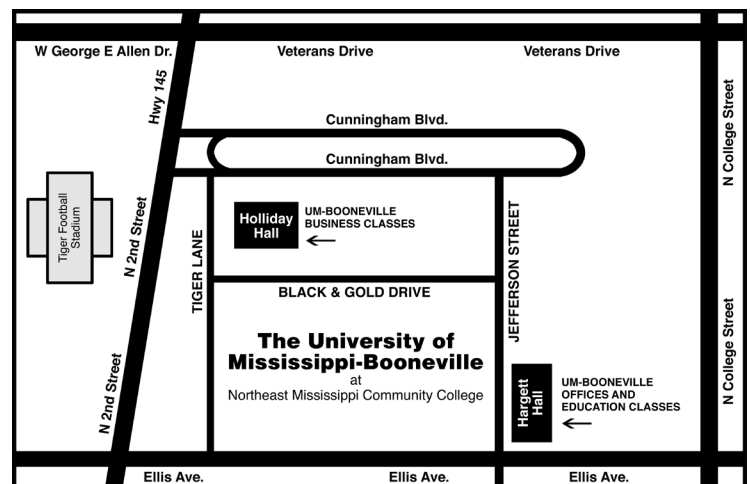 W George E Allen Dr.
Veterans Drive
Veterans Drive
Hwy 145
N College Street
Cunningham Blvd.
Cunningham Blvd.
Tiger Football
Stadium
N 2nd Street
TIGER LANE
Holliday
Hall
UM-BOONEVILLE
BUSINESS CLASSES
JEFFERSON STREET
BLACK & GOLD DRIVE
N College Street
The University of
Mississippi-Booneville
at
Northeast Mississippi Community College
N 2nd Street
Hargett
Hall
UM-BOONEVILLE
OFFICES AND
EDUCATION CLASSES
Ellis Ave.
Ellis Ave.
Ellis Ave.